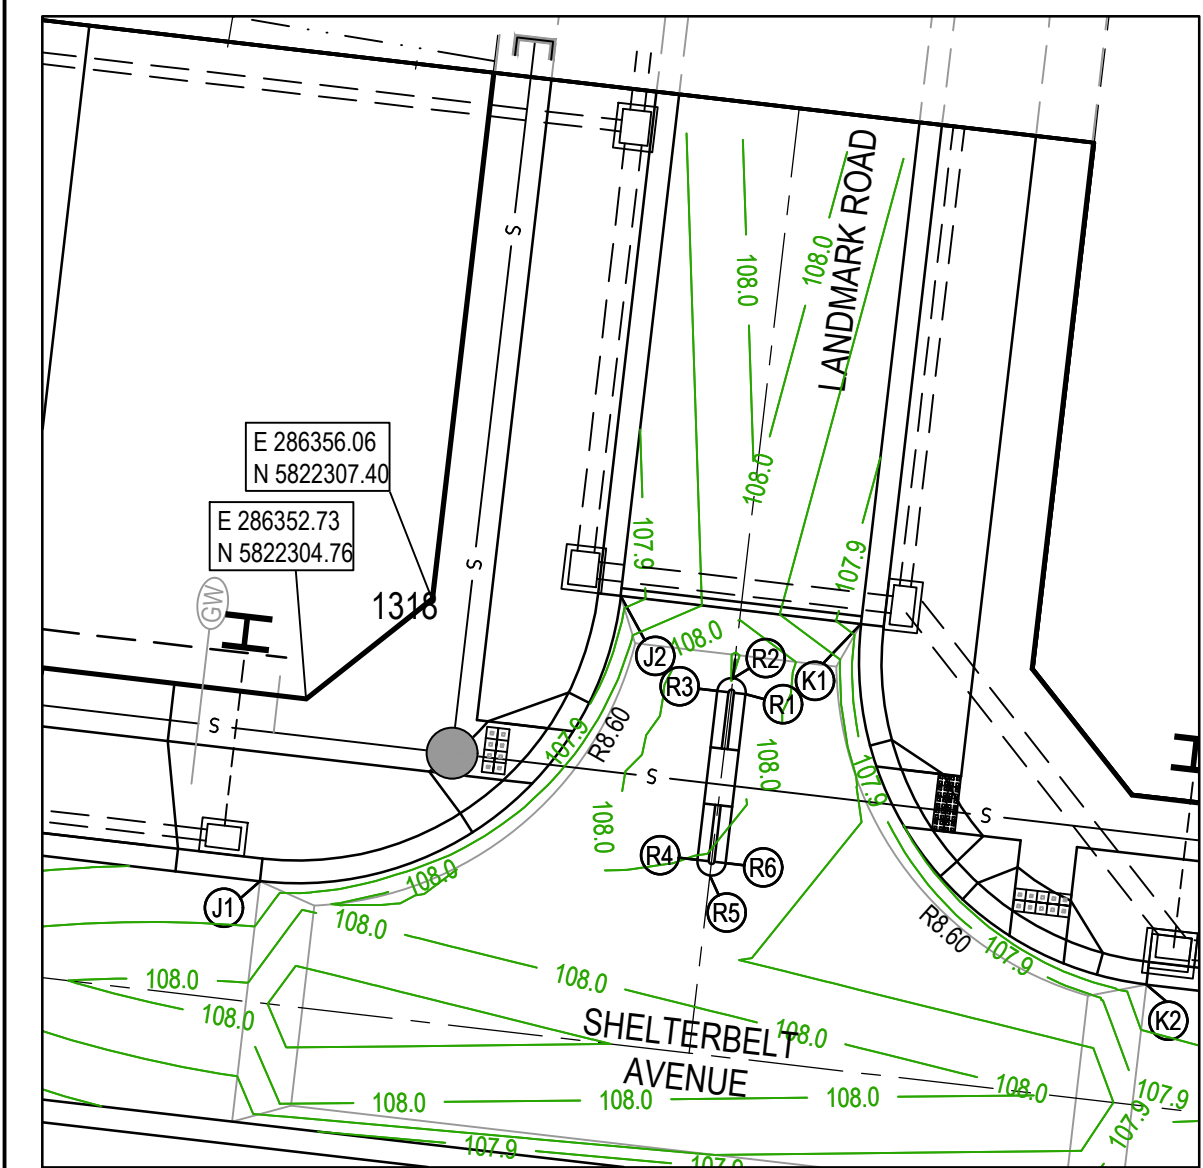 S
108.0
108.0
LANDMARK ROAD
E 286356.06
N 5822307.40
108.0
E 286352.73
N 5822304.76
107.9
107.9
S
GW
1318
108.0
J2
R2
K1
R3
R1
S
107.9
R8.60
108.0
107.9
S
S
108.0
R4
R6
108.0
J1
R5
108.0
R8.60
107.9
108.0
108.0
108.0
K2
SHELTERBELT
AVENUE
108.0
108.0
107.9
107.9
108.0
108.0
108.0
107.9